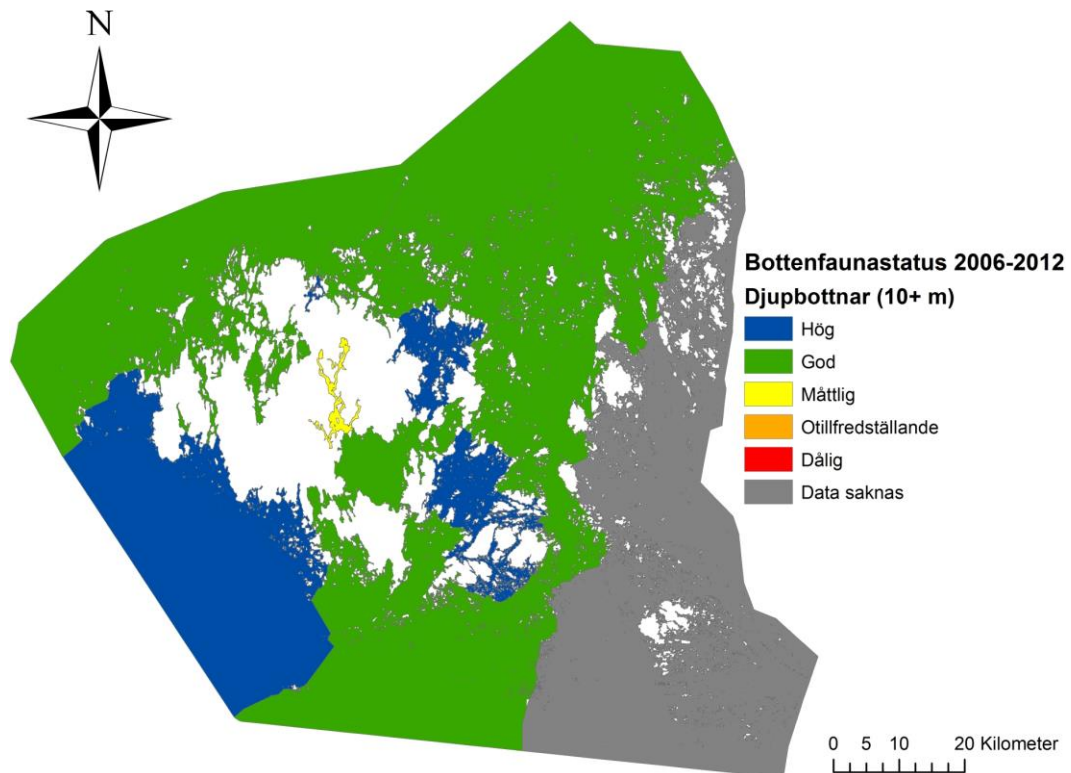 N
Bottenfaunastatus 2006-2012
Djupbottnar (10+ m)
Hög
God
Måttlig
Otillfredställande
Dålig
Data saknas
0 5 10 20 Kilometer